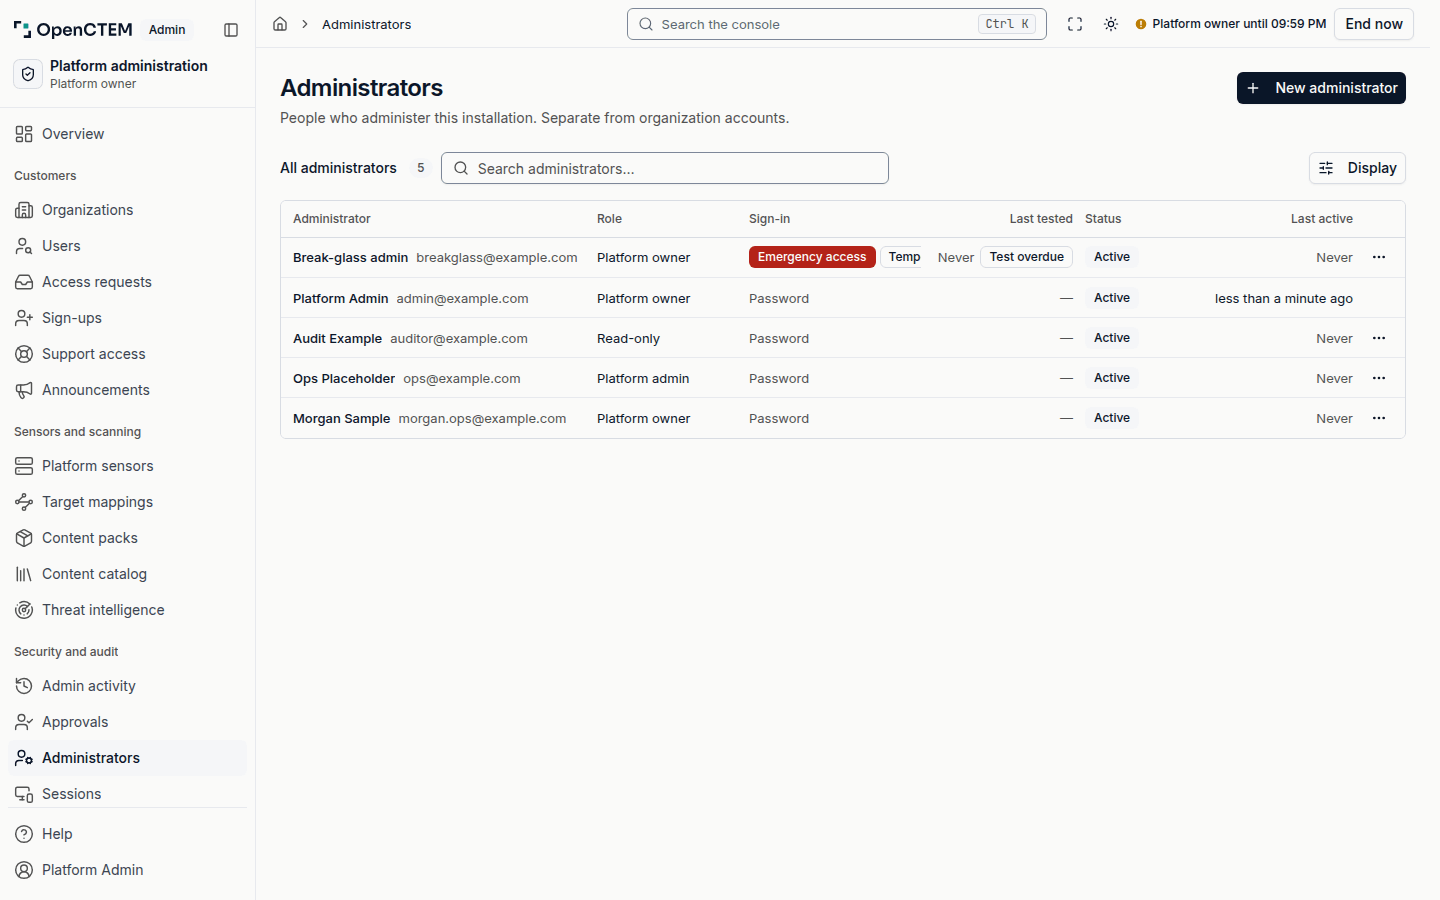 OpenCTEM Admin
Platform administration
Platform owner
Overview
Customers
Organizations
Users
Access requests
Sign-ups
Support access
Announcements
Sensors and scanning
Platform sensors
Target mappings
Content packs
Content catalog
Threat intelligence
Security and audit
Admin activity
Approvals
Administrators
Sessions
Help
Platform Admin
Administrators
Search the console Ctrl K
Platform owner until 09:59 PM End now
Administrators
New administrator
People who administer this installation. Separate from organization accounts.
All administrators 5 Search administrators... Display
Administrator Role Sign-in Last tested Status Last active
Break-glass admin breakglass@example.com Platform owner Emergency access Temp Never Test overdue Active Never
Platform Admin admin@example.com Platform owner Password — Active less than a minute ago
Audit Example auditor@example.com Read-only Password — Active Never
Ops Placeholder ops@example.com Platform admin Password — Active Never
Morgan Sample morgan.ops@example.com Platform owner Password — Active Never